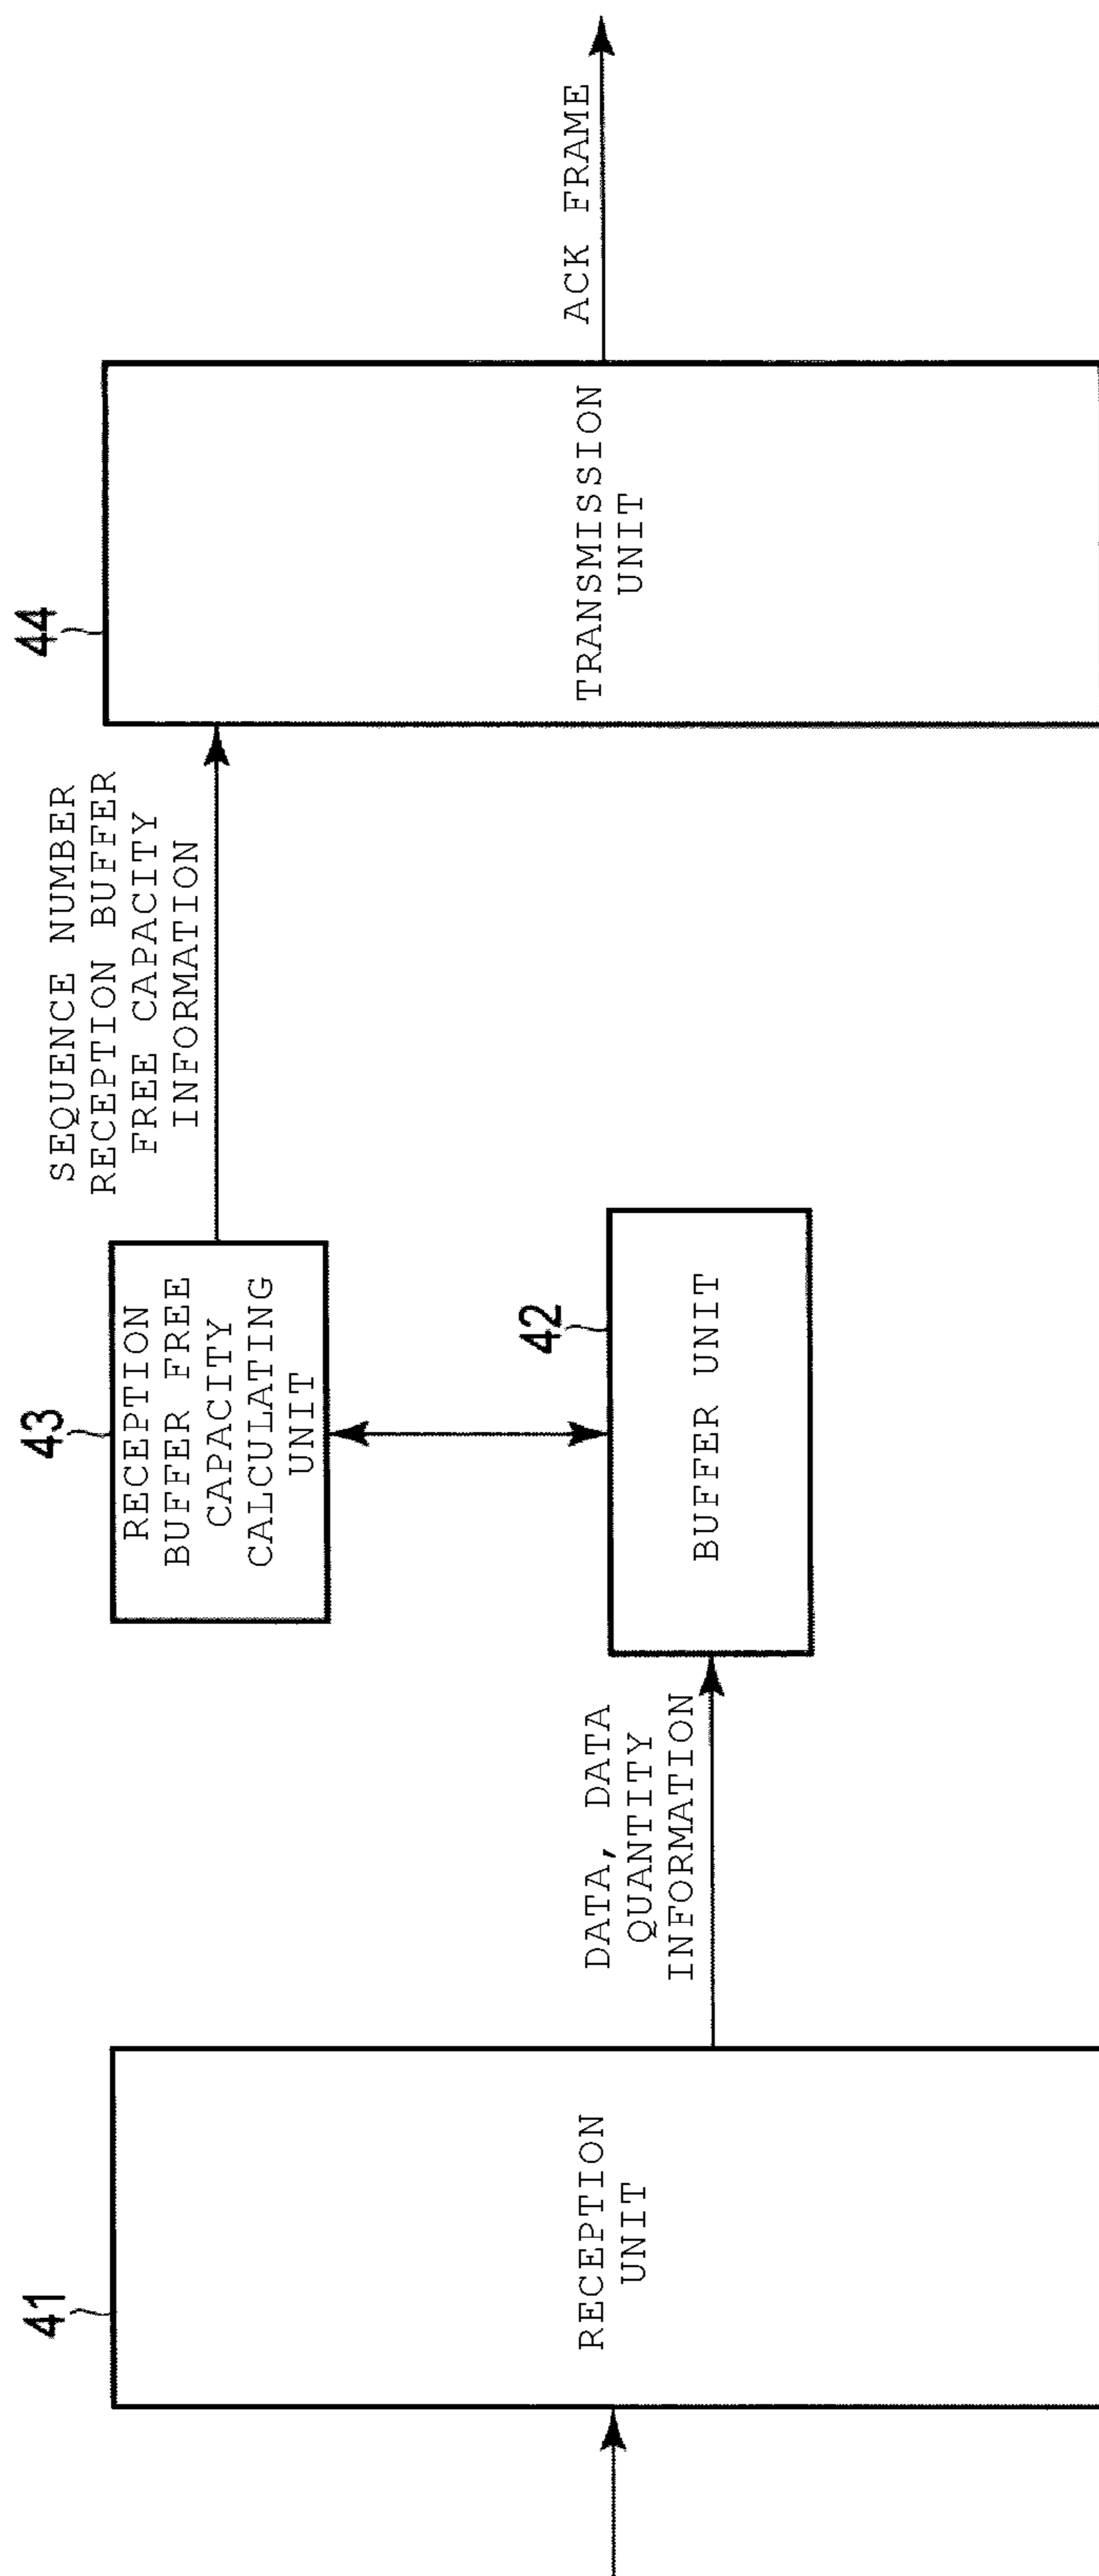 41
RECEPTION
UNIT
DATA, DATA
QUANTITY
INFORMATION
43
RECEPTION
BUFFER FREE
CAPACITY
CALCULATING
UNIT
42
BUFFER UNIT
SEQUENCE NUMBER
RECEPTION BUFFER
FREE CAPACITY
INFORMATION
44
TRANSMISSION
UNIT
ACK FRAME